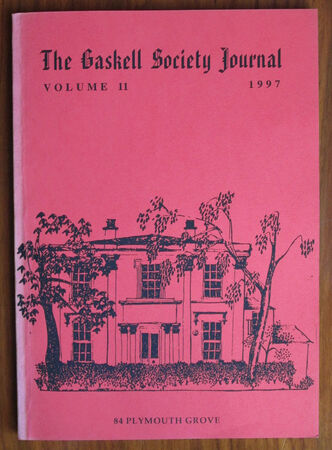 The Gaskell Society Journal
VOLUME 11 1997
84 PLYMOUTH GROVE